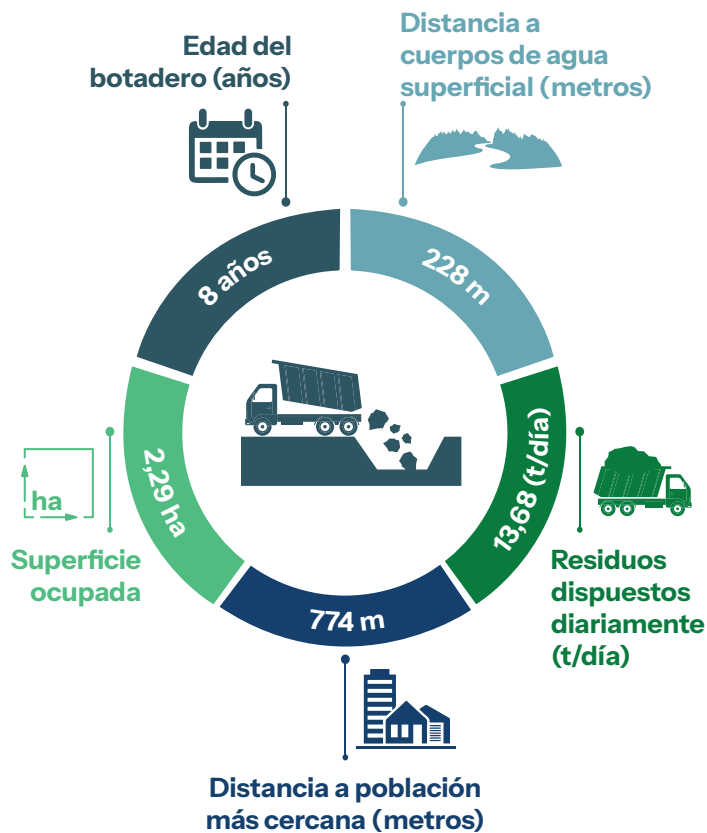 Edad del
botadero (años)
Distancia a
cuerpos de agua
superficial (metros)
8 años
228 m
2,29 ha
13,68 (t/día)
774 m
ha
Superficie
ocupada
Residuos
dispuestos
diariamente
(t/día)
Distancia a población
más cercana (metros)